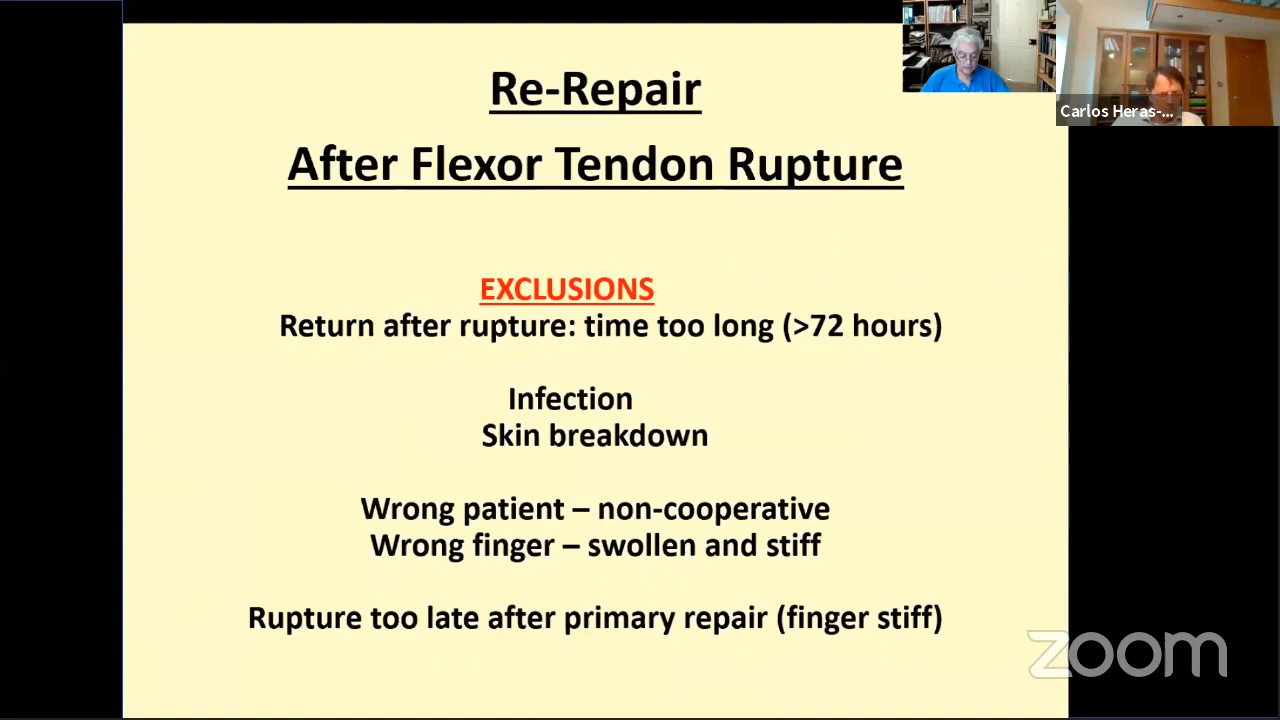 Re-Repair
After Flexor Tendon Rupture
Carlos Heras-...
EXCLUSIONS
Return after rupture: time too long (>72 hours)
Infection
Skin breakdown
Wrong patient – non-cooperative
Wrong finger – swollen and stiff
Rupture too late after primary repair (finger stiff)
zoom